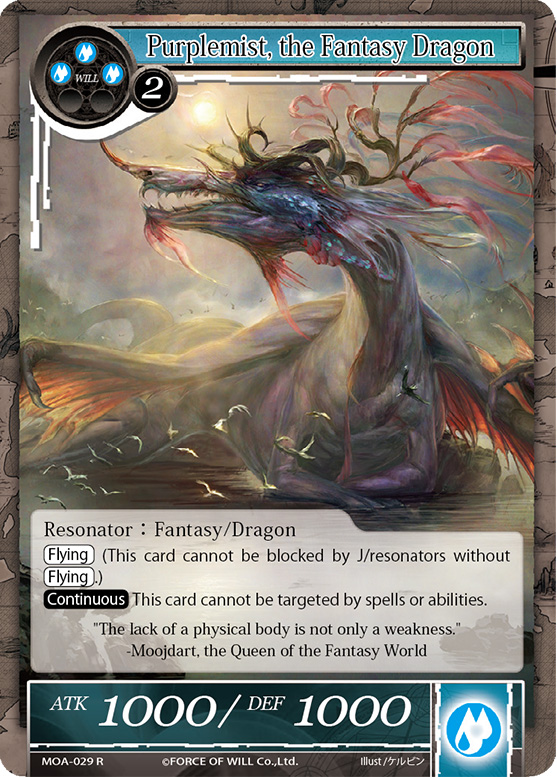 Purplemist, the Fantasy Dragon
WILL
2
Resonator : Fantasy/Dragon
Flying (This card cannot be blocked by J/resonators without
Flying.)
Continuous This card cannot be targeted by spells or abilities.
"The lack of a physical body is not only a weakness."
-Moojdart, the Queen of the Fantasy World
ATK 1000 / DEF 1000
MOA-029 R ©FORCE OF WILL Co.,Ltd. Illust /ケルビン